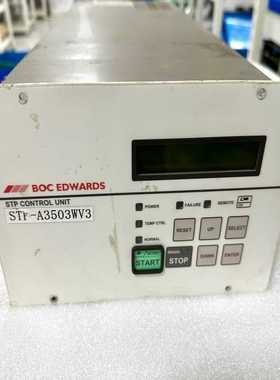 BOC EDWARDS
STP CONTROL UNIT
STP-A3503WV3
POWER
FAILURE
REMOTE
TEMP CTRL
NORMAL
RESET
UP
SELECT
START
STOP
DOWN
ENTER